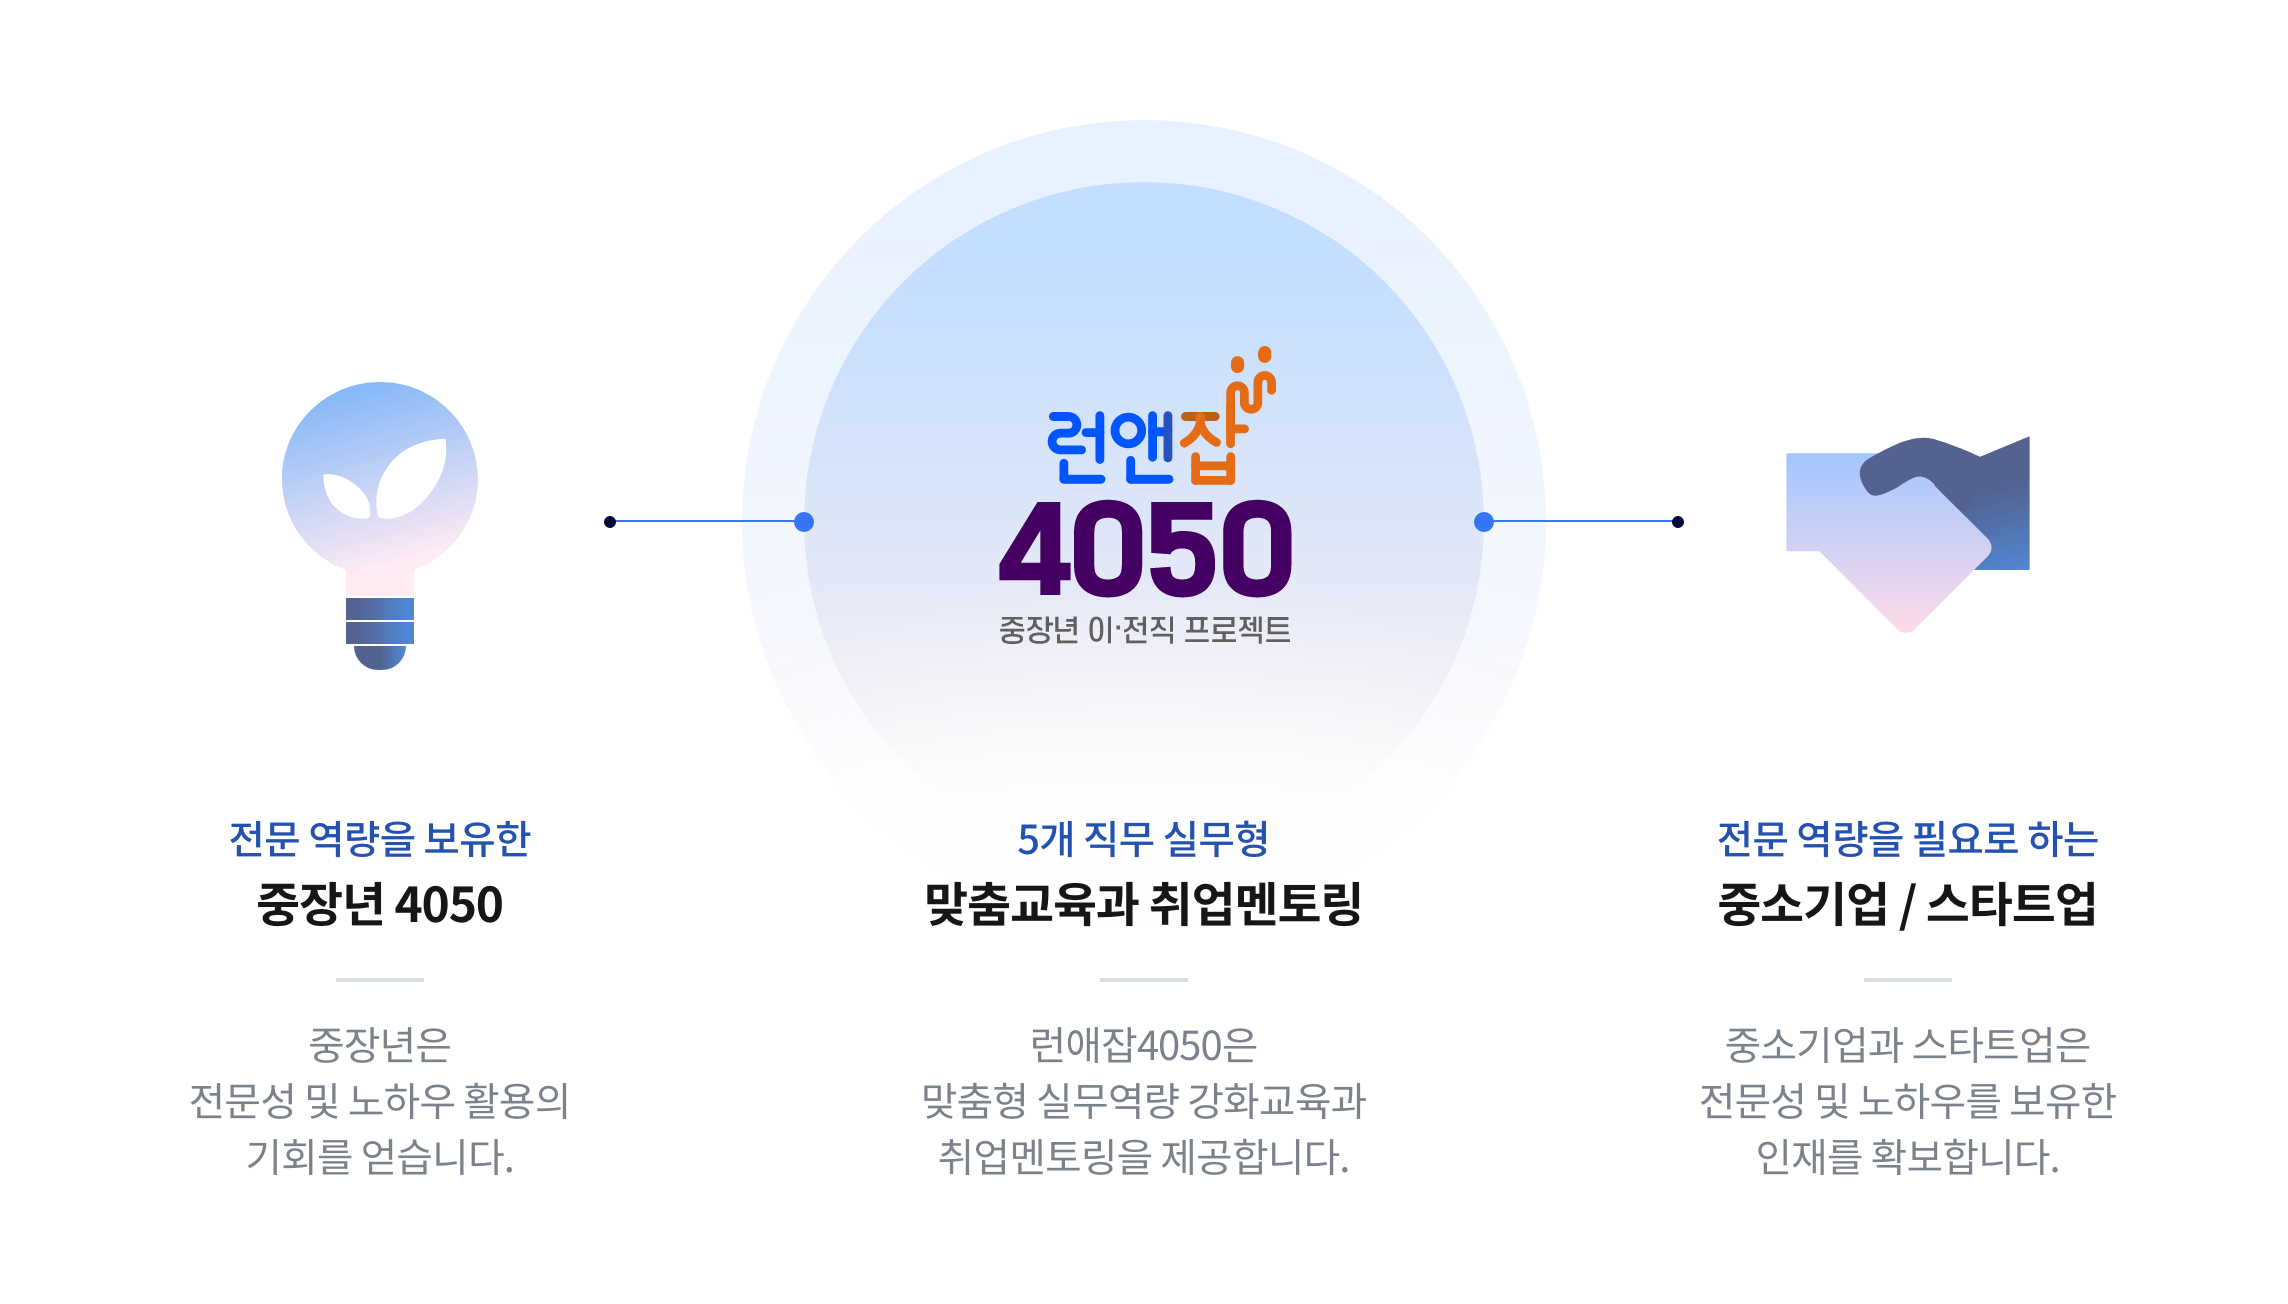 런앤잡
4050
중장년 이·전직 프로젝트
전문 역량을 보유한
중장년 4050
중장년은
전문성 및 노하우 활용의
기회를 얻습니다.
5개 직무 실무형
맞춤교육과 취업멘토링
런애잡4050은
맞춤형 실무역량 강화교육과
취업멘토링을 제공합니다.
전문 역량을 필요로 하는
중소기업 / 스타트업
중소기업과 스타트업은
전문성 및 노하우를 보유한
인재를 확보합니다.